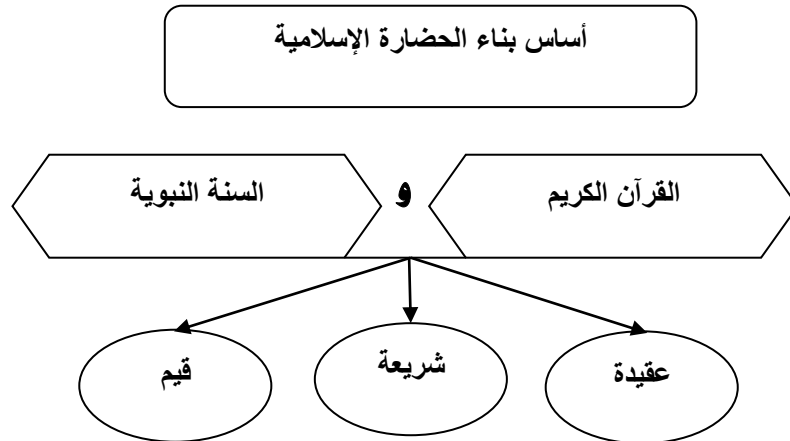 أساس بناء الحضارة الإسلامية
القرآن الكريم و السنة النبوية
عقيدة شريعة قيم